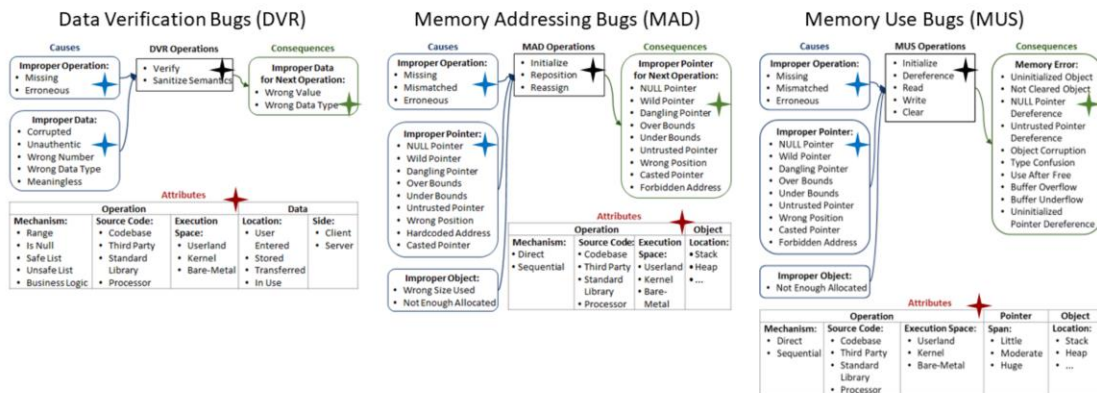 Data Verification Bugs (DVR)
Causes
Improper Operation:
• Missing
• Erroneous
Improper Data:
• Corrupted
• Unauthentic
• Wrong Number
• Wrong Data Type
• Meaningless
DVR Operations
• Verify
• Sanitize Semantics
Consequences
Improper Data
for Next Operation:
• Wrong Value
• Wrong Data Type
Attributes
Operation
Data
Mechanism:
• Range
• Is Null
• Safe List
• Unsafe List
• Business Logic
Source Code:
• Codebase
• Third Party
• Standard
Library
• Processor
Execution
Space:
• Userland
• Kernel
• Bare-Metal
Location:
• User
Entered
• Stored
• Transferred
• In Use
Side:
• Client
• Server
Memory Addressing Bugs (MAD)
Causes
Improper Operation:
• Missing
• Mismatched
• Erroneous
Improper Pointer:
• NULL Pointer
• Wild Pointer
• Dangling Pointer
• Over Bounds
• Under Bounds
• Untrusted Pointer
• Wrong Position
• Hardcoded Address
• Casted Pointer
Improper Object:
• Wrong Size Used
• Not Enough Allocated
MAD Operations
• Initialize
• Reposition
• Reassign
Consequences
Improper Pointer
for Next Operation:
• NULL Pointer
• Wild Pointer
• Dangling Pointer
• Over Bounds
• Under Bounds
• Untrusted Pointer
• Wrong Position
• Casted Pointer
• Forbidden Address
Attributes
Operation
Object
Mechanism:
• Direct
• Sequential
Source Code:
• Codebase
• Third Party
• Standard
Library
• Processor
Execution
Space:
• Userland
• Kernel
• Bare-
Metal
Location:
• Stack
• Heap
• ...
Memory Use Bugs (MUS)
Causes
Improper Operation:
• Missing
• Mismatched
• Erroneous
Improper Pointer:
• NULL Pointer
• Wild Pointer
• Dangling Pointer
• Over Bounds
• Under Bounds
• Untrusted Pointer
• Wrong Position
• Casted Pointer
• Forbidden Address
Improper Object:
• Not Enough Allocated
MUS Operations
• Initialize
• Dereference
• Read
• Write
• Clear
Consequences
Memory Error:
• Uninitialized Object
• Not Cleared Object
• NULL Pointer
Dereference
• Untrusted Pointer
Dereference
• Object Corruption
• Type Confusion
• Use After Free
• Buffer Overflow
• Buffer Underflow
• Uninitialized
Pointer Dereference
Attributes
Operation
Pointer
Object
Mechanism:
• Direct
• Sequential
Source Code:
• Codebase
• Third Party
• Standard
Library
• Processor
Execution Space:
• Userland
• Kernel
• Bare-Metal
Span:
• Little
• Moderate
• Huge
Location:
• Stack
• Heap
• ...